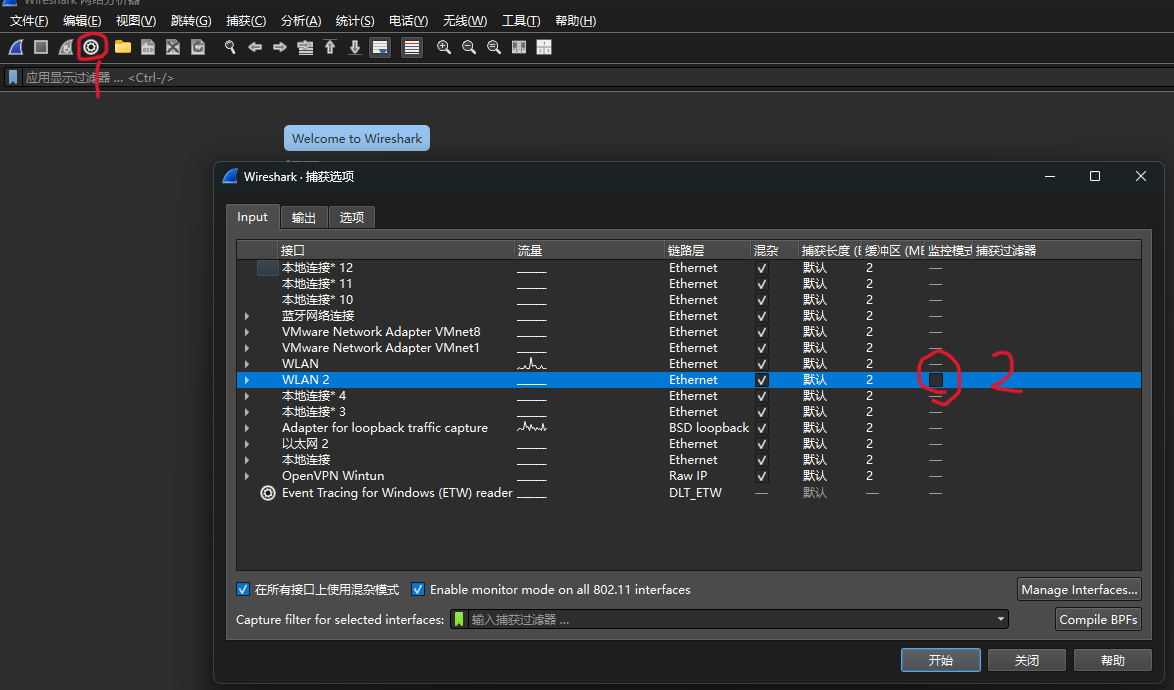 Wireshark 网络分析器
文件(F) 编辑(E) 视图(V) 跳转(G) 捕获(C) 分析(A) 统计(S) 电话(Y) 无线(W) 工具(T) 帮助(H)
应用显示过滤器 … <Ctrl-/>
1
Welcome to Wireshark
Wireshark · 捕获选项
Input 输出 选项
接口 流量 链路层 混杂 捕获长度 (B 缓冲区 (MB 监控模式 捕获过滤器
本地连接* 12 Ethernet 默认 2 —
本地连接* 11 Ethernet 默认 2 —
本地连接* 10 Ethernet 默认 2 —
蓝牙网络连接 Ethernet 默认 2 —
VMware Network Adapter VMnet8 Ethernet 默认 2 —
VMware Network Adapter VMnet1 Ethernet 默认 2 —
WLAN Ethernet 默认 2 —
WLAN 2 Ethernet 默认 2
2
本地连接* 4 Ethernet 默认 2 —
本地连接* 3 Ethernet 默认 2 —
Adapter for loopback traffic capture BSD loopback 默认 2 —
以太网 2 Ethernet 默认 2 —
本地连接 Ethernet 默认 2 —
OpenVPN Wintun Raw IP 默认 2 —
Event Tracing for Windows (ETW) reader DLT_ETW — 默认 — —
在所有接口上使用混杂模式 Enable monitor mode on all 802.11 interfaces Manage Interfaces...
Capture filter for selected interfaces: 输入捕获过滤器 … Compile BPFs
开始 关闭 帮助